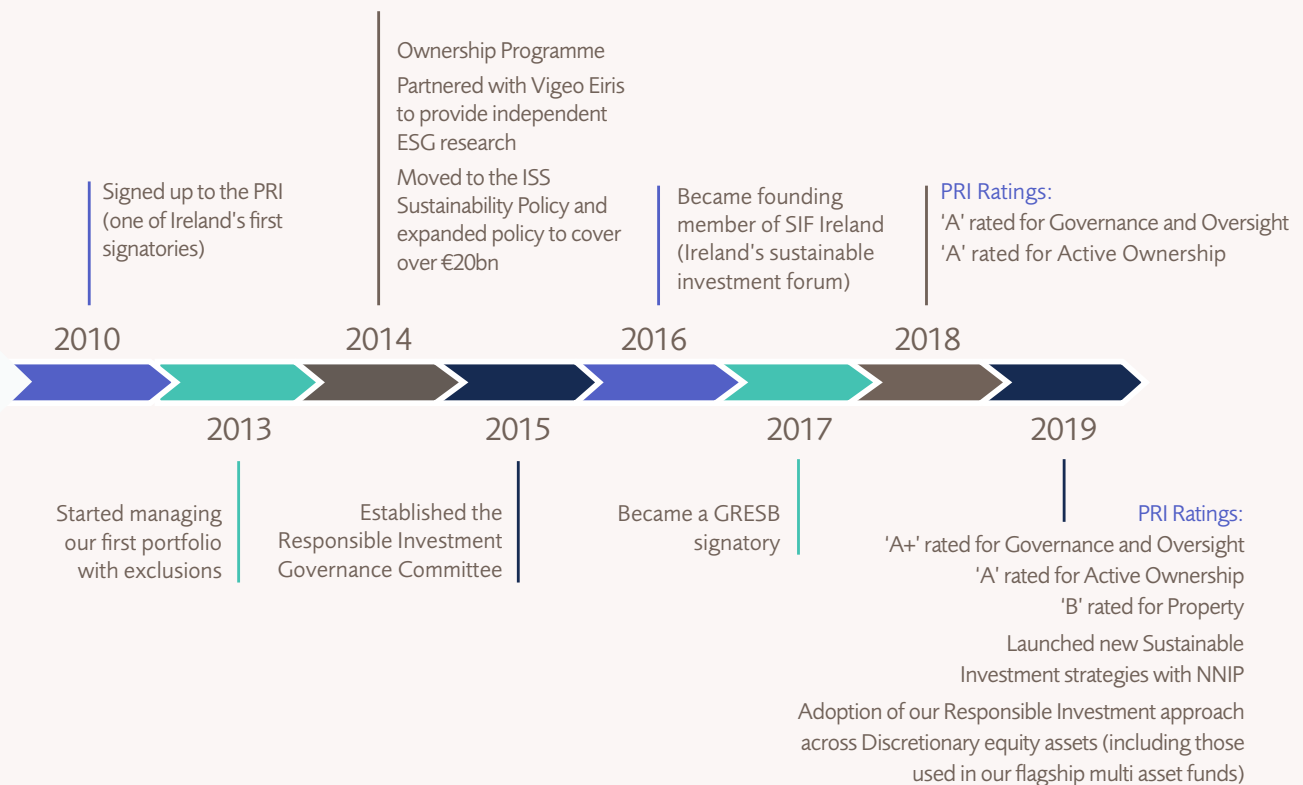 Ownership Programme
Partnered with Vigeo Eiris
to provide independent
ESG research
Moved to the ISS
Sustainability Policy and
expanded policy to cover
over €20bn
Signed up to the PRI
(one of Ireland's first
signatories)
Became founding
member of SIF Ireland
(Ireland's sustainable
investment forum)
PRI Ratings:
'A' rated for Governance and Oversight
'A' rated for Active Ownership
2010
2014
2016
2018
2013
2015
2017
2019
Started managing
our first portfolio
with exclusions
Established the
Responsible Investment
Governance Committee
Became a GRESB
signatory
PRI Ratings:
'A+' rated for Governance and Oversight
'A' rated for Active Ownership
'B' rated for Property
Launched new Sustainable
Investment strategies with NNIP
Adoption of our Responsible Investment approach
across Discretionary equity assets (including those
used in our flagship multi asset funds)